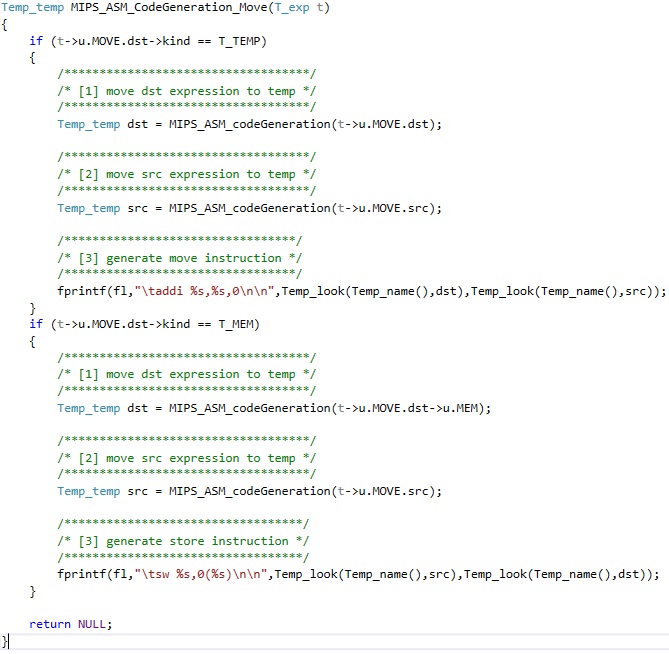 Temp_temp MIPS_ASM_CodeGeneration_Move(T_exp t)
{
    if (t->u.MOVE.dst->kind == T_TEMP)
    {
        /***********************************/
        /* [1] move dst expression to temp */
        /***********************************/
        Temp_temp dst = MIPS_ASM_codeGeneration(t->u.MOVE.dst);

        /***********************************/
        /* [2] move src expression to temp */
        /***********************************/
        Temp_temp src = MIPS_ASM_codeGeneration(t->u.MOVE.src);

        /*********************************/
        /* [3] generate move instruction */
        /*********************************/
        fprintf(fl,"\taddi %s,%s,0\n\n",Temp_look(Temp_name(),dst),Temp_look(Temp_name(),src));
    }
    if (t->u.MOVE.dst->kind == T_MEM)
    {
        /***********************************/
        /* [1] move dst expression to temp */
        /***********************************/
        Temp_temp dst = MIPS_ASM_codeGeneration(t->u.MOVE.dst->u.MEM);

        /***********************************/
        /* [2] move src expression to temp */
        /***********************************/
        Temp_temp src = MIPS_ASM_codeGeneration(t->u.MOVE.src);

        /**********************************/
        /* [3] generate store instruction */
        /**********************************/
        fprintf(fl,"\tsw %s,0(%s)\n\n",Temp_look(Temp_name(),src),Temp_look(Temp_name(),dst));
    }

    return NULL;
}